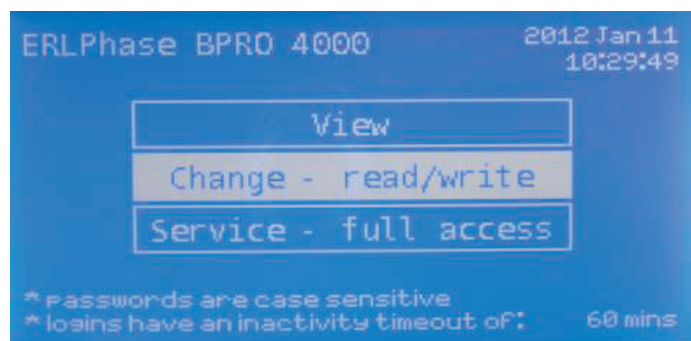 ERLPhase BPRO 4000
2012 Jan 11
10:29:49
View
Change - read/write
Service - full access
* Passwords are case sensitive
* logins have an inactivity timeout of: 60 mins